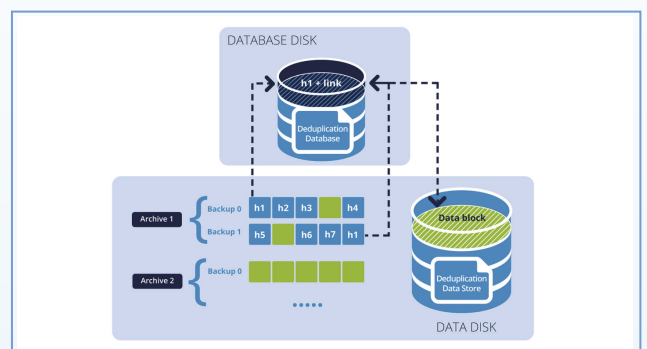 DATABASE DISK
h1 + link
Deduplication
Database
Archive 1
Backup 0
h1 h2 h3 h4
Backup 1
h5 h6 h7 h1
Archive 2
Backup 0
Data block
Deduplication
Data Store
DATA DISK